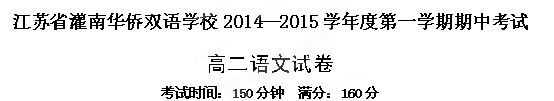 江苏省灌南华侨双语学校 2014—2015 学年度第一学期期中考试
高二语文试卷
考试时间：150 分钟 满分：160 分